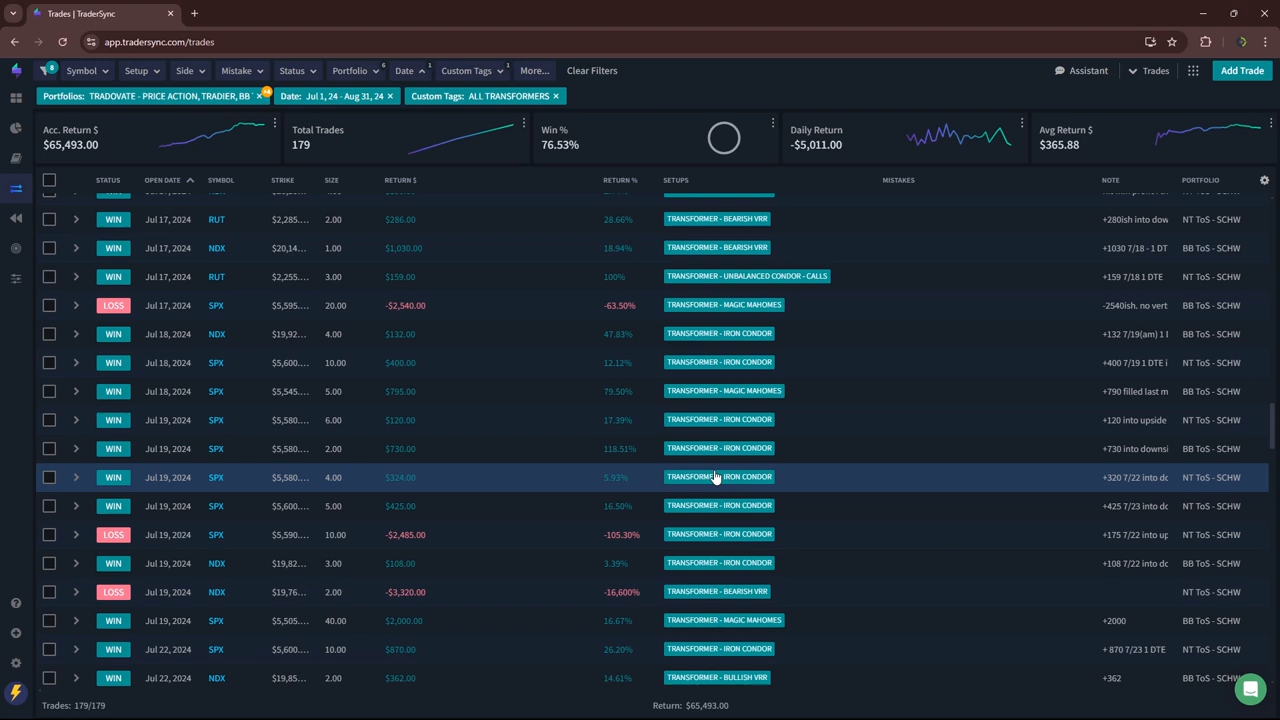 Trades | TraderSync
app.tradersync.com/trades
8 Symbol Setup Side Mistake Status Portfolio 6 Date 1 Custom Tags 1 More... Clear Filters Assistant Trades Add Trade
Portfolios: TRADOVATE - PRICE ACTION, TRADIER, BB +4 Date: Jul 1, 24 - Aug 31, 24 Custom Tags: ALL TRANSFORMERS
Acc. Return $ Total Trades Win % Daily Return Avg Return $
$65,493.00 179 76.53% -$5,011.00 $365.88
STATUS OPEN DATE SYMBOL STRIKE SIZE RETURN $ RETURN % SETUPS MISTAKES NOTE PORTFOLIO
WIN Jul 17, 2024 RUT $2,285.... 2.00 $286.00 28.66% TRANSFORMER - BEARISH VRR +280ish into dow NT ToS - SCHW
WIN Jul 17, 2024 NDX $20,14... 1.00 $1,030.00 18.94% TRANSFORMER - BEARISH VRR +1030 7/18 - 1 DT BB ToS - SCHW
WIN Jul 17, 2024 RUT $2,255.... 3.00 $159.00 100% TRANSFORMER - UNBALANCED CONDOR - CALLS +159 7/18 1 DTE NT ToS - SCHW
LOSS Jul 17, 2024 SPX $5,595.... 20.00 -$2,540.00 -63.50% TRANSFORMER - MAGIC MAHOMES -2540ish. no vert BB ToS - SCHW
WIN Jul 18, 2024 NDX $19,92... 4.00 $132.00 47.83% TRANSFORMER - IRON CONDOR +132 7/19(am) 1 BB ToS - SCHW
WIN Jul 18, 2024 SPX $5,600.... 10.00 $400.00 12.12% TRANSFORMER - IRON CONDOR +400 7/19 1 DTE i BB ToS - SCHW
WIN Jul 18, 2024 SPX $5,545.... 5.00 $795.00 79.50% TRANSFORMER - MAGIC MAHOMES +790 filled last m BB ToS - SCHW
WIN Jul 19, 2024 SPX $5,580.... 6.00 $120.00 17.39% TRANSFORMER - IRON CONDOR +120 into upside NT ToS - SCHW
WIN Jul 19, 2024 SPX $5,580.... 2.00 $730.00 118.51% TRANSFORMER - IRON CONDOR +730 into downsi NT ToS - SCHW
WIN Jul 19, 2024 SPX $5,580.... 4.00 $324.00 5.93% TRANSFORMER - IRON CONDOR +320 7/22 into dc NT ToS - SCHW
WIN Jul 19, 2024 SPX $5,600.... 5.00 $425.00 16.50% TRANSFORMER - IRON CONDOR +425 7/23 into dc NT ToS - SCHW
LOSS Jul 19, 2024 SPX $5,590.... 10.00 -$2,485.00 -105.30% TRANSFORMER - IRON CONDOR +175 7/22 into up NT ToS - SCHW
WIN Jul 19, 2024 NDX $19,82... 3.00 $108.00 3.39% TRANSFORMER - IRON CONDOR +108 7/22 into dc BB ToS - SCHW
LOSS Jul 19, 2024 NDX $19,76... 2.00 -$3,320.00 -16,600% TRANSFORMER - BEARISH VRR NT ToS - SCHW
WIN Jul 19, 2024 SPX $5,505.... 40.00 $2,000.00 16.67% TRANSFORMER - MAGIC MAHOMES +2000 BB ToS - SCHW
WIN Jul 22, 2024 SPX $5,600.... 10.00 $870.00 26.20% TRANSFORMER - IRON CONDOR + 870 7/23 1 DTE BB ToS - SCHW
WIN Jul 22, 2024 NDX $19,85... 2.00 $362.00 14.61% TRANSFORMER - BULLISH VRR +362 BB ToS - SCHW
Trades: 179/179 Return: $65,493.00